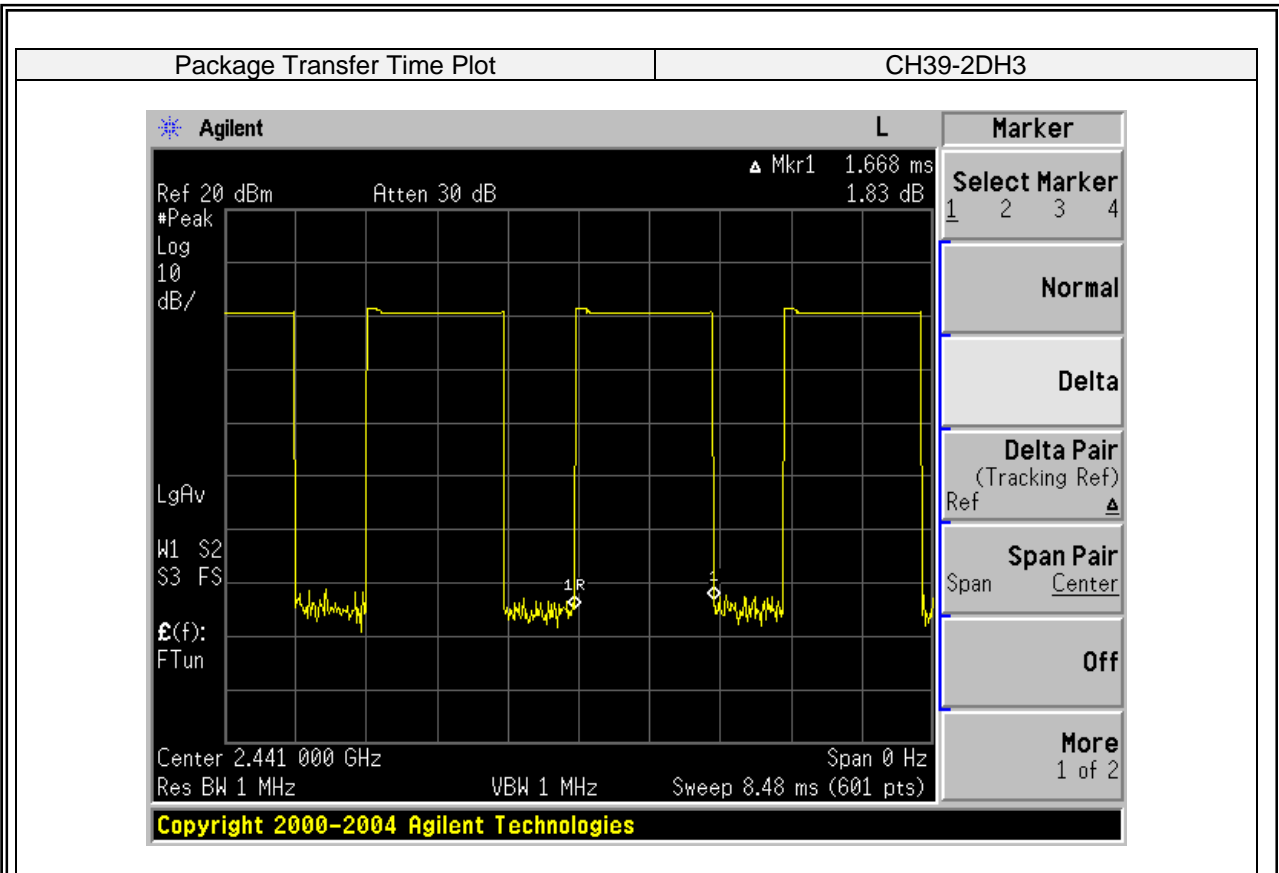 Package Transfer Time Plot CH39-2DH3
Agilent L
Δ Mkr1 1.668 ms
Ref 20 dBm Atten 30 dB 1.83 dB
#Peak
Log
10
dB/
LgAv
W1 S2
S3 FS
£(f):
FTun
1R
1
Center 2.441 000 GHz Span 0 Hz
Res BW 1 MHz VBW 1 MHz Sweep 8.48 ms (601 pts)
Copyright 2000-2004 Agilent Technologies
Marker
Select Marker
1 2 3 4
Normal
Delta
Delta Pair
(Tracking Ref)
Ref Δ
Span Pair
Span Center
Off
More
1 of 2